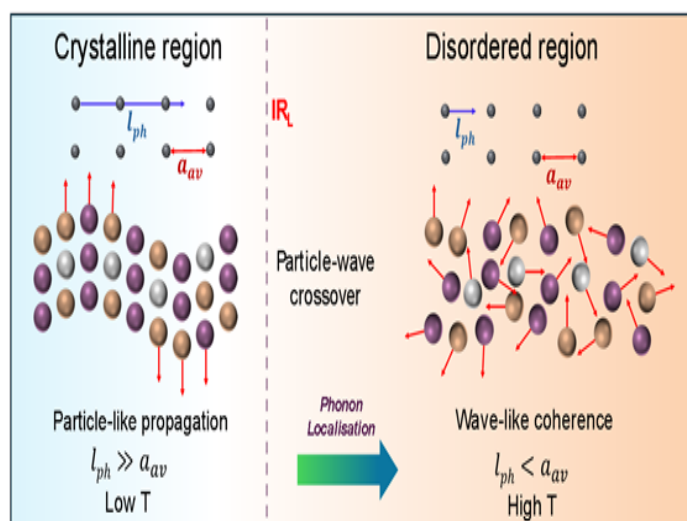 Crystalline region
l_ph
a_av
Particle-like propagation
l_ph ≫ a_av
Low T
IR_L
Particle-wave
crossover
Phonon
Localisation
Disordered region
l_ph
a_av
Wave-like coherence
l_ph < a_av
High T